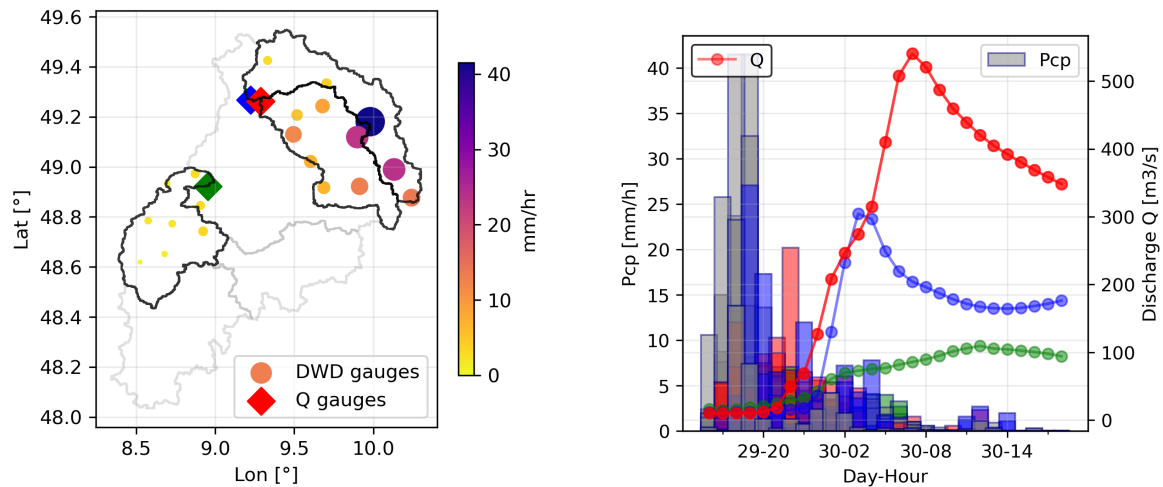 49.6
49.4
49.2
49.0
48.8
48.6
48.4
48.2
48.0
Lat [°]
8.5 9.0 9.5 10.0
Lon [°]
DWD gauges
Q gauges
40
30
20
10
0
mm/hr
Q
Pcp
40
35
30
25
20
15
10
5
0
Pcp [mm/h]
500
400
300
200
100
0
Discharge Q [m3/s]
29-20 30-02 30-08 30-14
Day-Hour